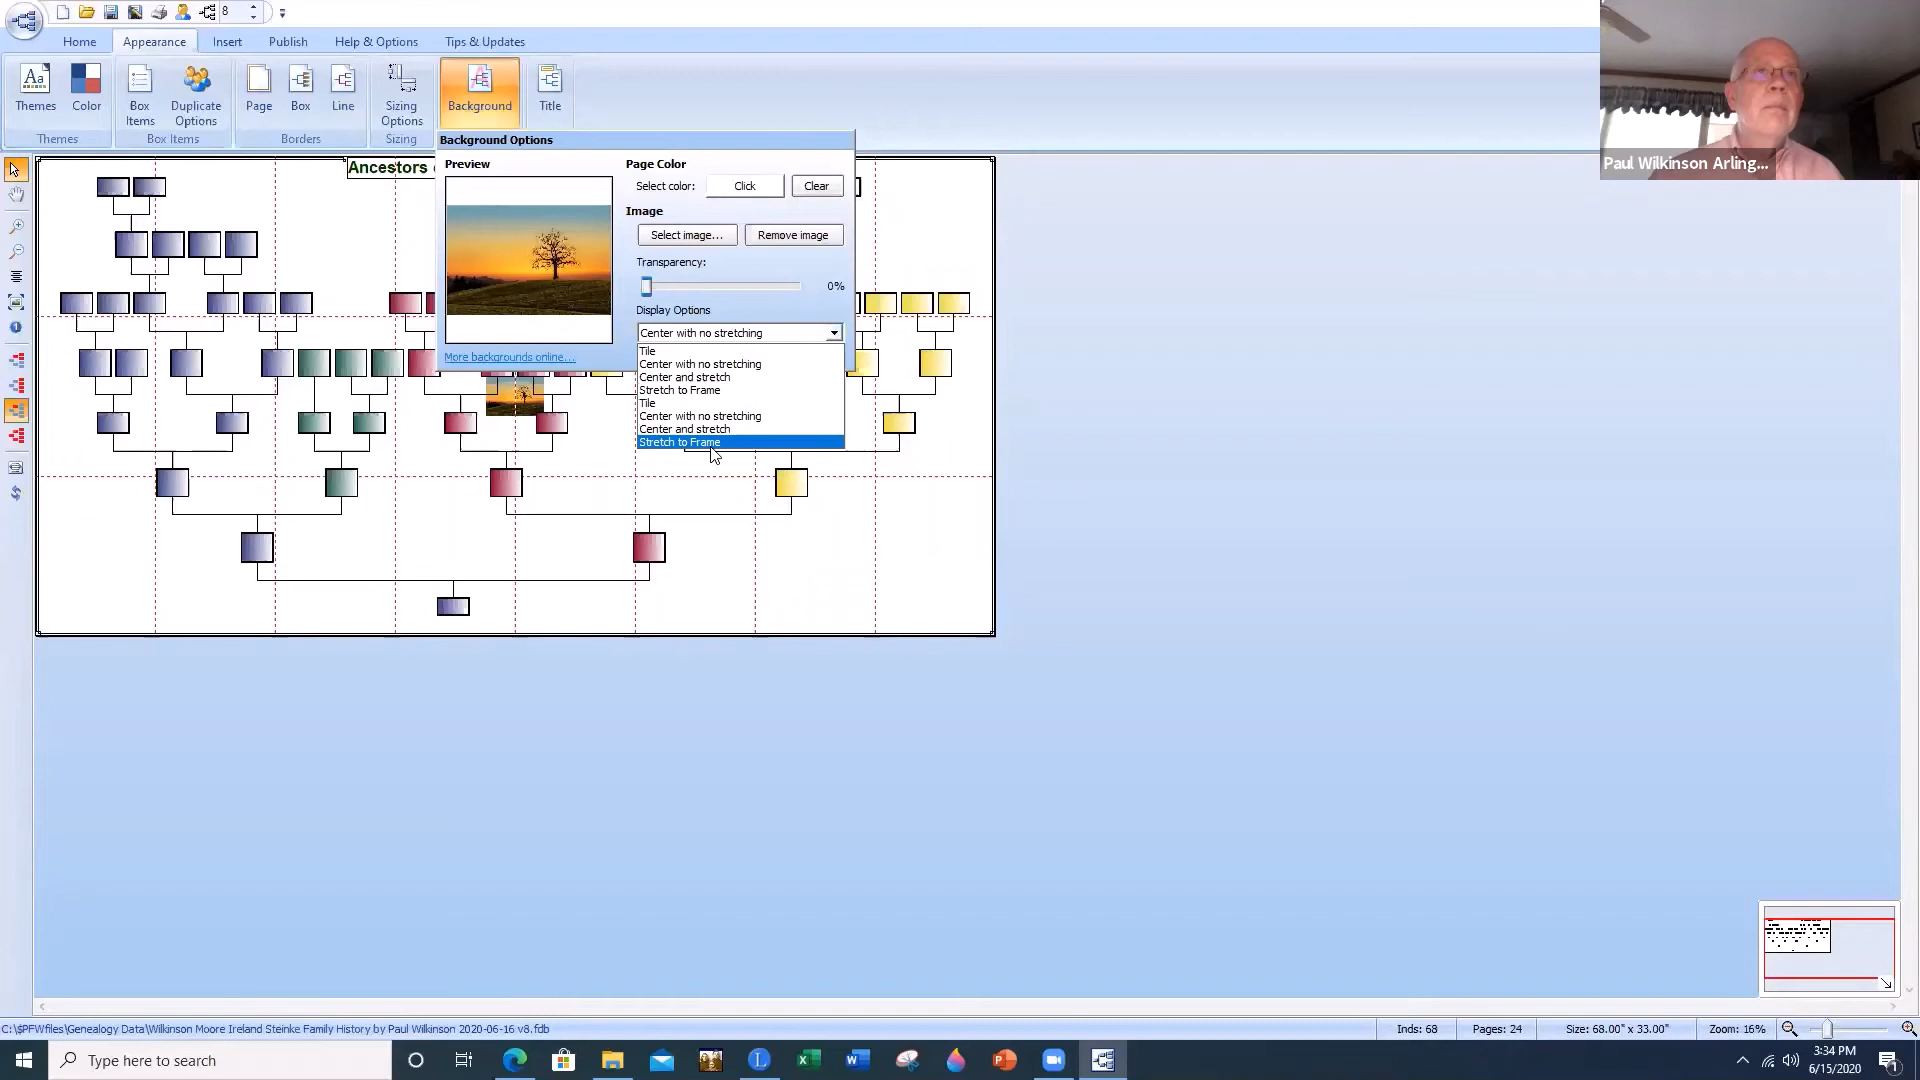 8
Home Appearance Insert Publish Help & Options Tips & Updates
Themes Color Box Items Duplicate Options Page Box Line Sizing Options Background Title
Themes Box Items Borders Sizing
Background Options
Preview Page Color
Select color: Click Clear
Image
Select image... Remove image
Transparency:
0%
Display Options
Center with no stretching
Tile
Center with no stretching
Center and stretch
Stretch to Frame
Tile
Center with no stretching
Center and stretch
Stretch to Frame
More backgrounds online...
Ancestors
Paul Wilkinson Arling...
C:\$PFWfiles\Genealogy Data\Wilkinson Moore Ireland Steinke Family History by Paul Wilkinson 2020-06-16 v8.fdb
Inds: 68 Pages: 24 Size: 68.00" x 33.00" Zoom: 16%
Type here to search
3:34 PM
6/15/2020